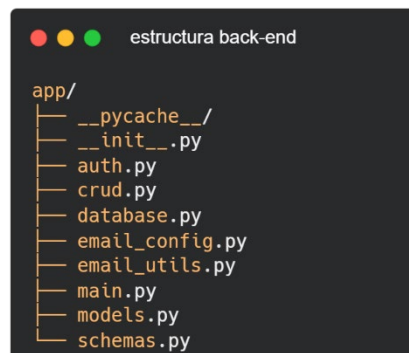 estructura back-end
app/
├── __pycache__/
├── __init__.py
├── auth.py
├── crud.py
├── database.py
├── email_config.py
├── email_utils.py
├── main.py
├── models.py
└── schemas.py